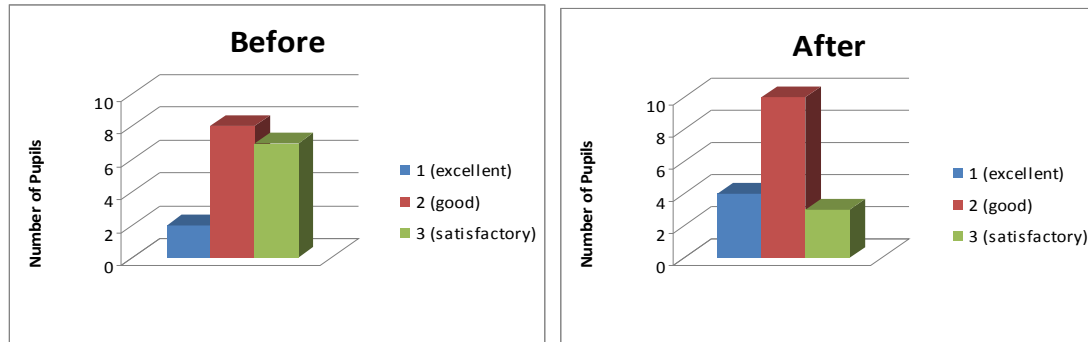 Before
10
8
6
4
2
0
Number of Pupils
1 (excellent)
2 (good)
3 (satisfactory)
After
10
8
6
4
2
0
Number of Pupils
1 (excellent)
2 (good)
3 (satisfactory)